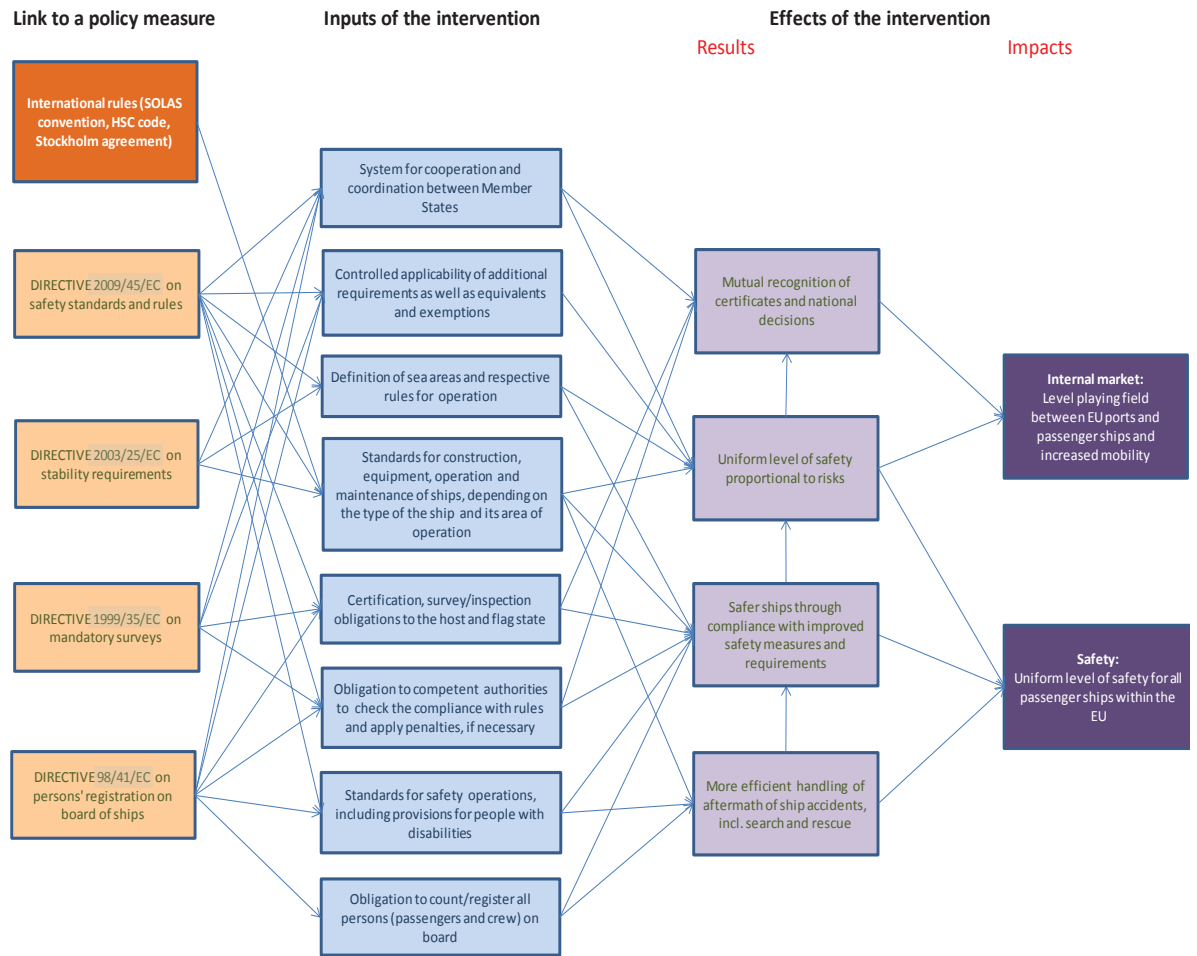 Link to a policy measure
Inputs of the intervention
Effects of the intervention
Results
Impacts
International rules (SOLAS
convention, HSC code,
Stockholm agreement)
DIRECTIVE 2009/45/EC on
safety standards and rules
DIRECTIVE 2003/25/EC on
stability requirements
DIRECTIVE 1999/35/EC on
mandatory surveys
DIRECTIVE 98/41/EC on
persons' registration on
board of ships
System for cooperation and
coordination between Member
States
Controlled applicability of additional
requirements as well as equivalents
and exemptions
Definition of sea areas and respective
rules for operation
Standards for construction,
equipment, operation and
maintenance of ships, depending on
the type of the ship and its area of
operation
Certification, survey/inspection
obligations to the host and flag state
Obligation to competent authorities
to check the compliance with rules
and apply penalties, if necessary
Standards for safety operations,
including provisions for people with
disabilities
Obligation to count/register all
persons (passengers and crew) on
board
Mutual recognition of
certificates and national
decisions
Uniform level of safety
proportional to risks
Safer ships through
compliance with improved
safety measures and
requirements
More efficient handling of
aftermath of ship accidents,
incl. search and rescue
Internal market:
Level playing field
between EU ports and
passenger ships and
increased mobility
Safety:
Uniform level of safety for all
passenger ships within the
EU